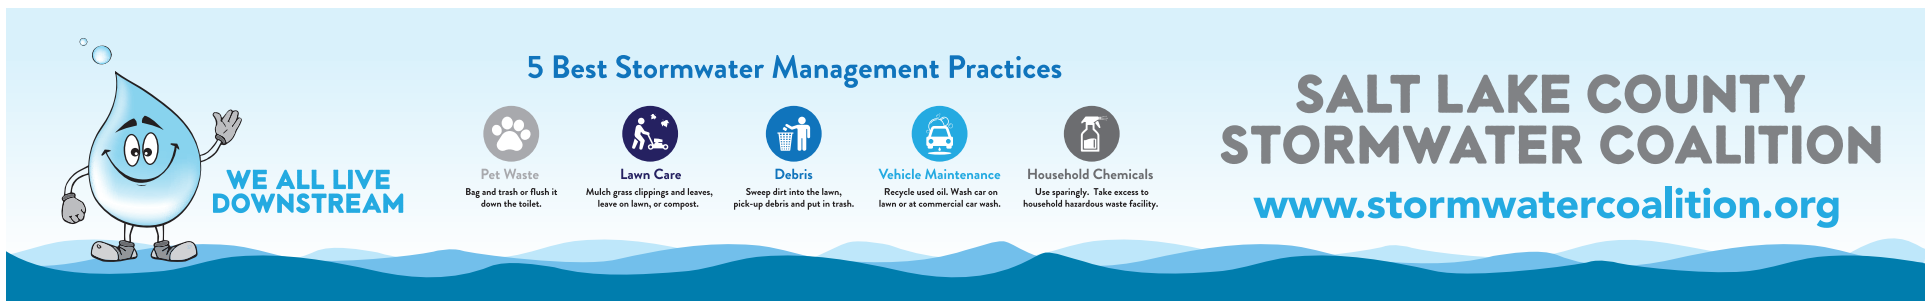 WE ALL LIVE
DOWNSTREAM
5 Best Stormwater Management Practices
Pet Waste
Bag and trash or flush it
down the toilet.
Lawn Care
Mulch grass clippings and leaves,
leave on lawn, or compost.
Debris
Sweep dirt into the lawn,
pick-up debris and put in trash.
Vehicle Maintenance
Recycle used oil. Wash car on
lawn or at commercial car wash.
Household Chemicals
Use sparingly. Take excess to
household hazardous waste facility.
SALT LAKE COUNTY
STORMWATER COALITION
www.stormwatercoalition.org